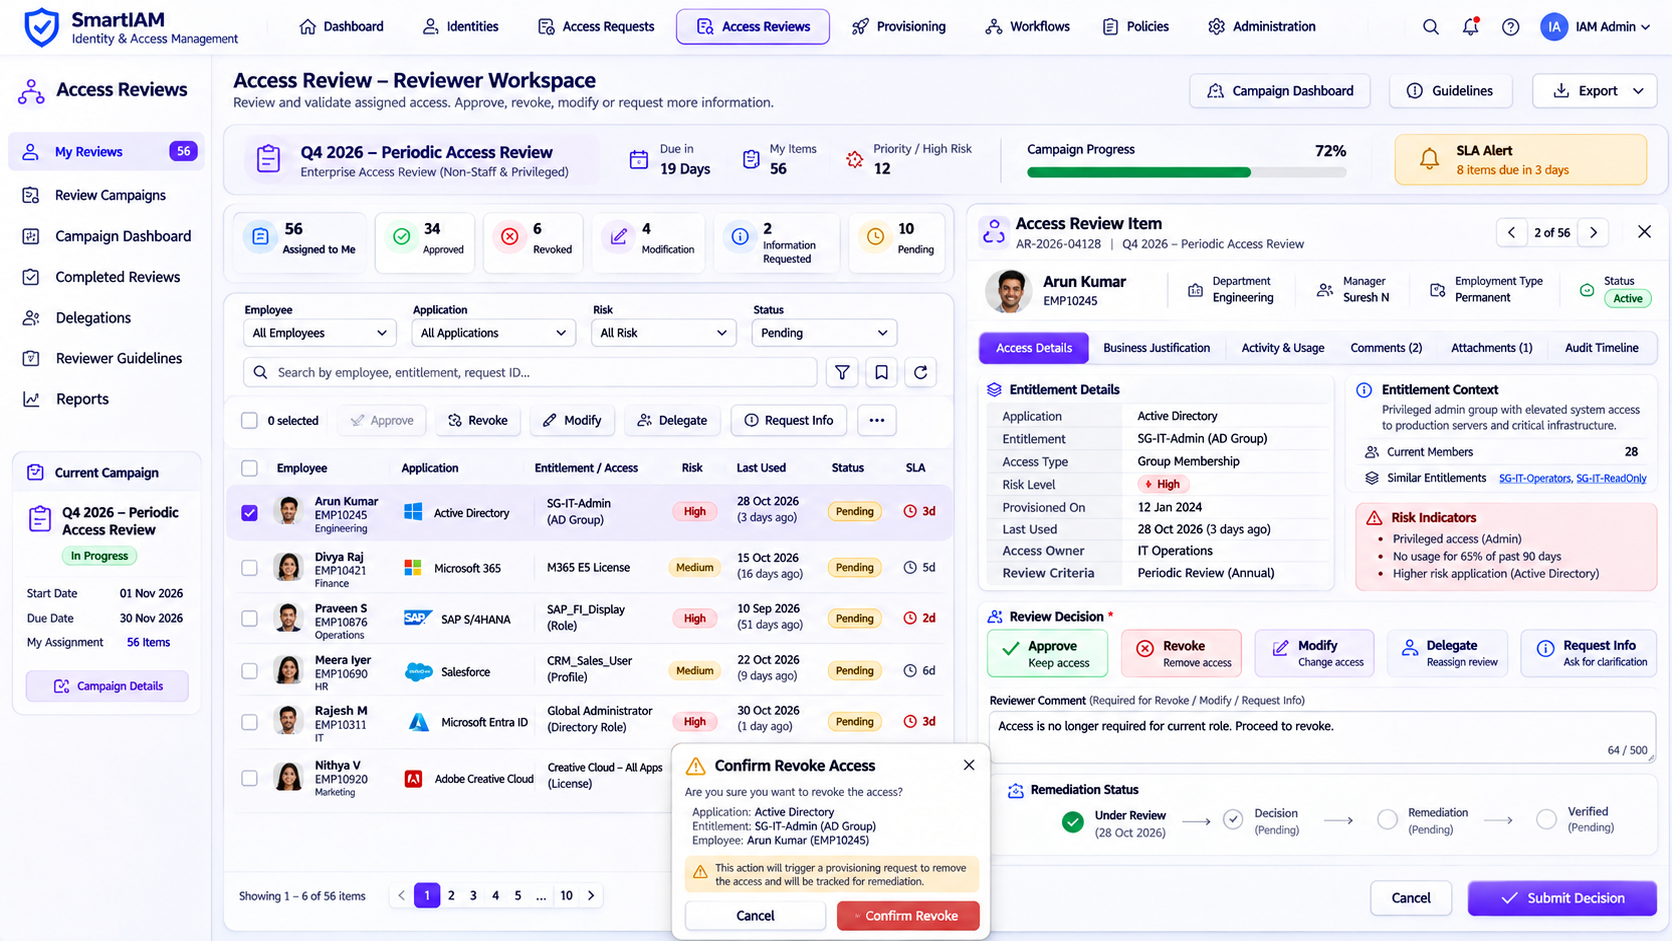 SmartIAM
Identity & Access Management
Dashboard
Identities
Access Requests
Access Reviews
Provisioning
Workflows
Policies
Administration
IA
IAM Admin
Access Reviews
My Reviews
56
Review Campaigns
Campaign Dashboard
Completed Reviews
Delegations
Reviewer Guidelines
Reports
Current Campaign
Q4 2026 – Periodic
Access Review
In Progress
Start Date 01 Nov 2026
Due Date 30 Nov 2026
My Assignment 56 Items
Campaign Details
Access Review – Reviewer Workspace
Review and validate assigned access. Approve, revoke, modify or request more information.
Campaign Dashboard
Guidelines
Export
Q4 2026 – Periodic Access Review
Enterprise Access Review (Non-Staff & Privileged)
Due in
19 Days
My Items
56
Priority / High Risk
12
Campaign Progress
72%
SLA Alert
8 items due in 3 days
56
Assigned to Me
34
Approved
6
Revoked
4
Modification
2
Information
Requested
10
Pending
Employee
All Employees
Application
All Applications
Risk
All Risk
Status
Pending
Search by employee, entitlement, request ID...
0 selected
Approve
Revoke
Modify
Delegate
Request Info
...
Employee Application Entitlement / Access Risk Last Used Status SLA
Arun Kumar
EMP10245
Engineering
Active Directory
SG-IT-Admin
(AD Group)
High
28 Oct 2026
(3 days ago)
Pending
3d
Divya Raj
EMP10421
Finance
Microsoft 365
M365 E5 License
Medium
15 Oct 2026
(16 days ago)
Pending
5d
Praveen S
EMP10876
Operations
SAP
SAP S/4HANA
SAP_FI_Display
(Role)
High
10 Sep 2026
(51 days ago)
Pending
2d
Meera Iyer
EMP10690
HR
Salesforce
CRM_Sales_User
(Profile)
Medium
22 Oct 2026
(9 days ago)
Pending
6d
Rajesh M
EMP10311
IT
Microsoft Entra ID
Global Administrator
(Directory Role)
High
30 Oct 2026
(1 day ago)
Pending
3d
Nithya V
EMP10920
Marketing
Adobe Creative Cloud
Creative Cloud – All Apps
(License)
Showing 1 – 6 of 56 items
1 2 3 4 5 ... 10
Confirm Revoke Access
Are you sure you want to revoke the access?
Application: Active Directory
Entitlement: SG-IT-Admin (AD Group)
Employee: Arun Kumar (EMP10245)
This action will trigger a provisioning request to remove
the access and will be tracked for remediation.
Cancel
Confirm Revoke
Access Review Item
AR-2026-04128 | Q4 2026 – Periodic Access Review
2 of 56
Arun Kumar
EMP10245
Department
Engineering
Manager
Suresh N
Employment Type
Permanent
Status
Active
Access Details
Business Justification
Activity & Usage
Comments (2)
Attachments (1)
Audit Timeline
Entitlement Details
Application Active Directory
Entitlement SG-IT-Admin (AD Group)
Access Type Group Membership
Risk Level High
Provisioned On 12 Jan 2024
Last Used 28 Oct 2026 (3 days ago)
Access Owner IT Operations
Review Criteria Periodic Review (Annual)
Entitlement Context
Privileged admin group with elevated system access
to production servers and critical infrastructure.
Current Members 28
Similar Entitlements SG-IT-Operators, SG-IT-ReadOnly
Risk Indicators
• Privileged access (Admin)
• No usage for 65% of past 90 days
• Higher risk application (Active Directory)
Review Decision *
Approve
Keep access
Revoke
Remove access
Modify
Change access
Delegate
Reassign review
Request Info
Ask for clarification
Reviewer Comment (Required for Revoke / Modify / Request Info)
Access is no longer required for current role. Proceed to revoke.
64 / 500
Remediation Status
Under Review
(28 Oct 2026)
Decision
(Pending)
Remediation
(Pending)
Verified
(Pending)
Cancel
Submit Decision